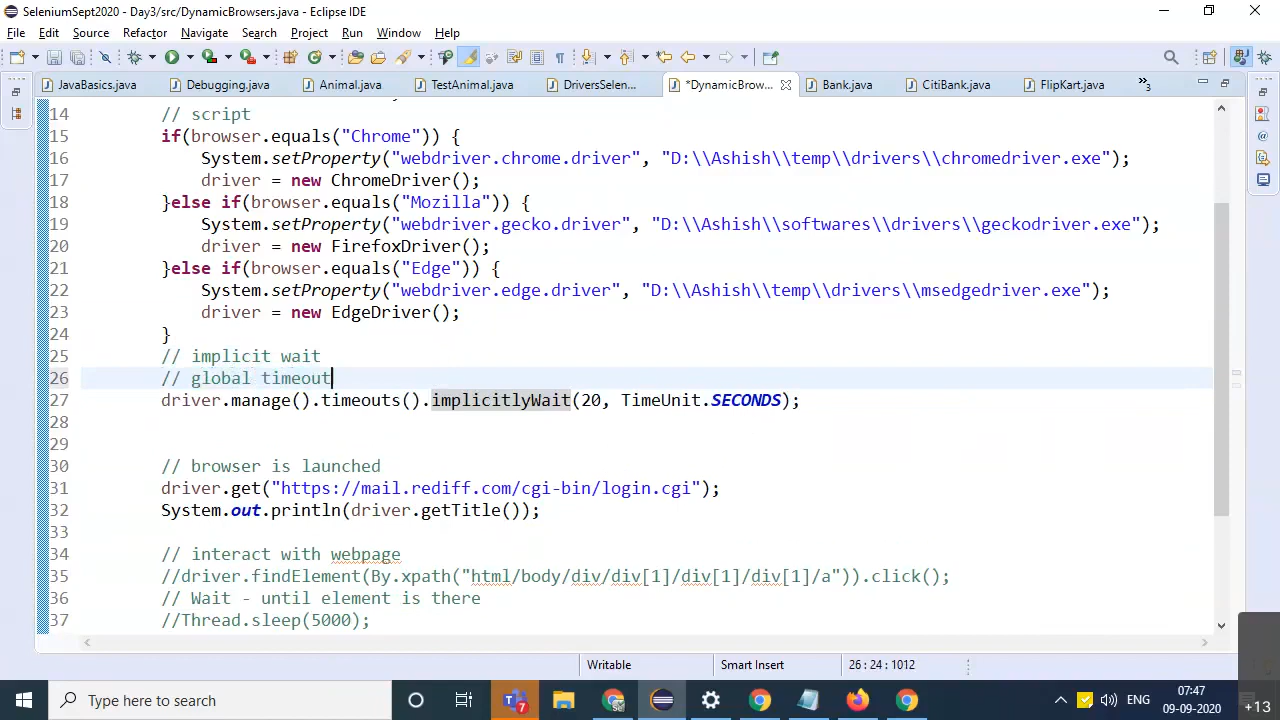 SeleniumSept2020 - Day3/src/DynamicBrowsers.java - Eclipse IDE
File Edit Source Refactor Navigate Search Project Run Window Help
JavaBasics.java Debugging.java Animal.java TestAnimal.java DriversSelen... *DynamicBrow... Bank.java CitiBank.java FlipKart.java »3
14 // script
15 if(browser.equals("Chrome")) {
16 System.setProperty("webdriver.chrome.driver", "D:\\Ashish\\temp\\drivers\\chromedriver.exe");
17 driver = new ChromeDriver();
18 }else if(browser.equals("Mozilla")) {
19 System.setProperty("webdriver.gecko.driver", "D:\\Ashish\\softwares\\drivers\\geckodriver.exe");
20 driver = new FirefoxDriver();
21 }else if(browser.equals("Edge")) {
22 System.setProperty("webdriver.edge.driver", "D:\\Ashish\\temp\\drivers\\msedgedriver.exe");
23 driver = new EdgeDriver();
24 }
25 // implicit wait
26 // global timeout
27 driver.manage().timeouts().implicitlyWait(20, TimeUnit.SECONDS);
28
29
30 // browser is launched
31 driver.get("https://mail.rediff.com/cgi-bin/login.cgi");
32 System.out.println(driver.getTitle());
33
34 // interact with webpage
35 //driver.findElement(By.xpath("html/body/div/div[1]/div[1]/div[1]/a")).click();
36 // Wait - until element is there
37 //Thread.sleep(5000);
Writable Smart Insert 26 : 24 : 1012
Type here to search 7 ENG 07:47
09-09-2020 +13